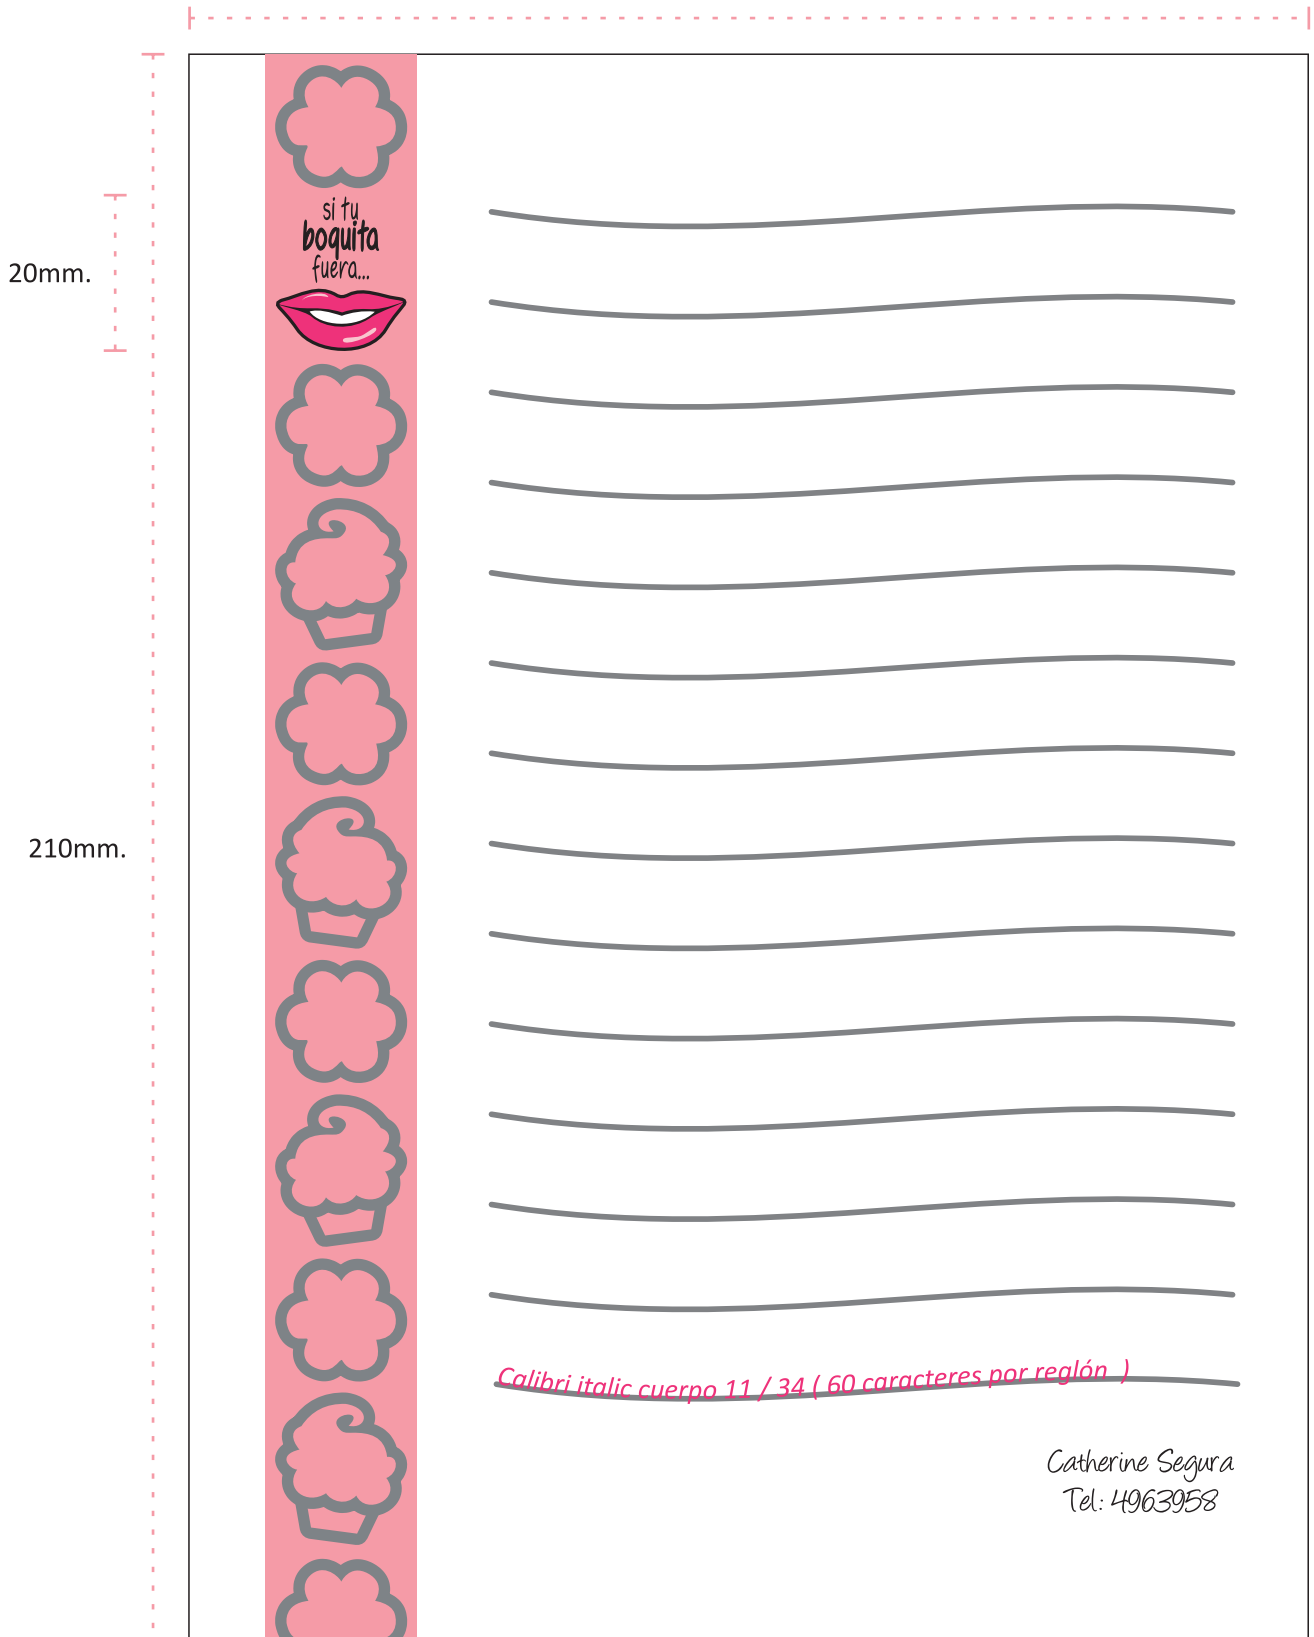 si tu
boquita
fuera...
20mm.
210mm.
Calibri italic cuerpo 11 / 34 ( 60 caracteres por reglón )
Catherine Segura
Tel: 4963958